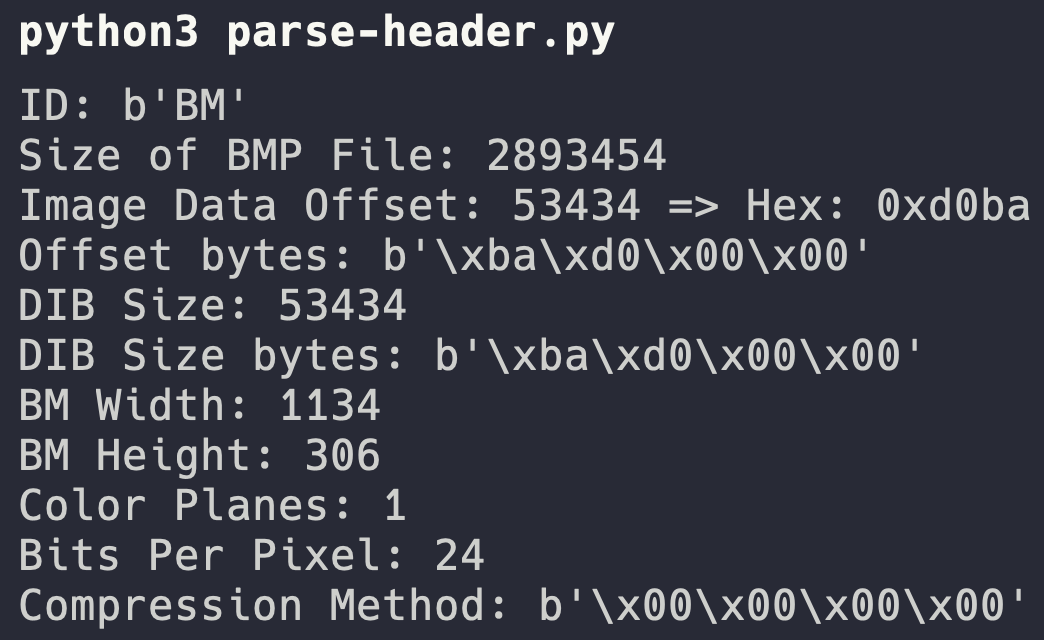 python3 parse-header.py
ID: b'BM'
Size of BMP File: 2893454
Image Data Offset: 53434 => Hex: 0xd0ba
Offset bytes: b'\xba\xd0\x00\x00'
DIB Size: 53434
DIB Size bytes: b'\xba\xd0\x00\x00'
BM Width: 1134
BM Height: 306
Color Planes: 1
Bits Per Pixel: 24
Compression Method: b'\x00\x00\x00\x00'